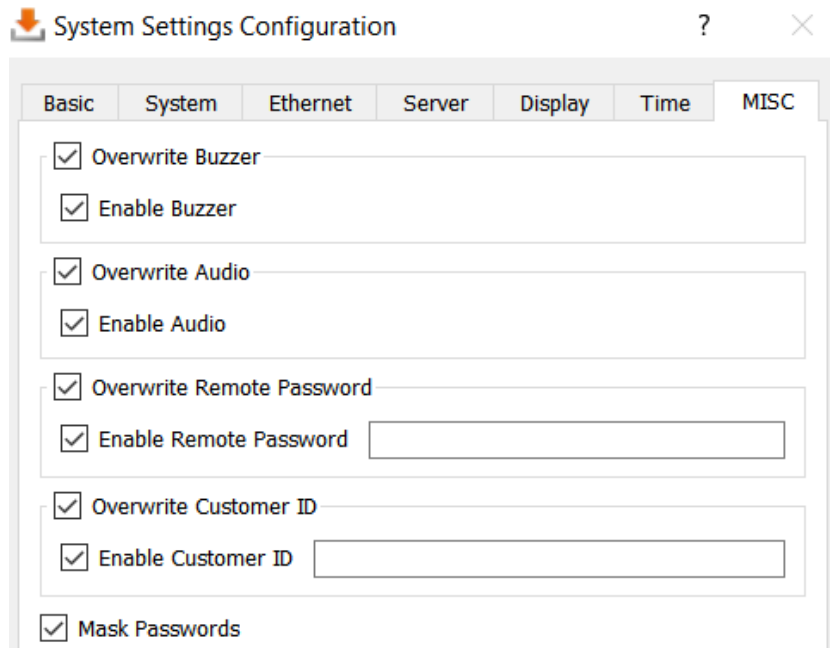 System Settings Configuration ?
Basic System Ethernet Server Display Time MISC
Overwrite Buzzer
Enable Buzzer
Overwrite Audio
Enable Audio
Overwrite Remote Password
Enable Remote Password
Overwrite Customer ID
Enable Customer ID
Mask Passwords